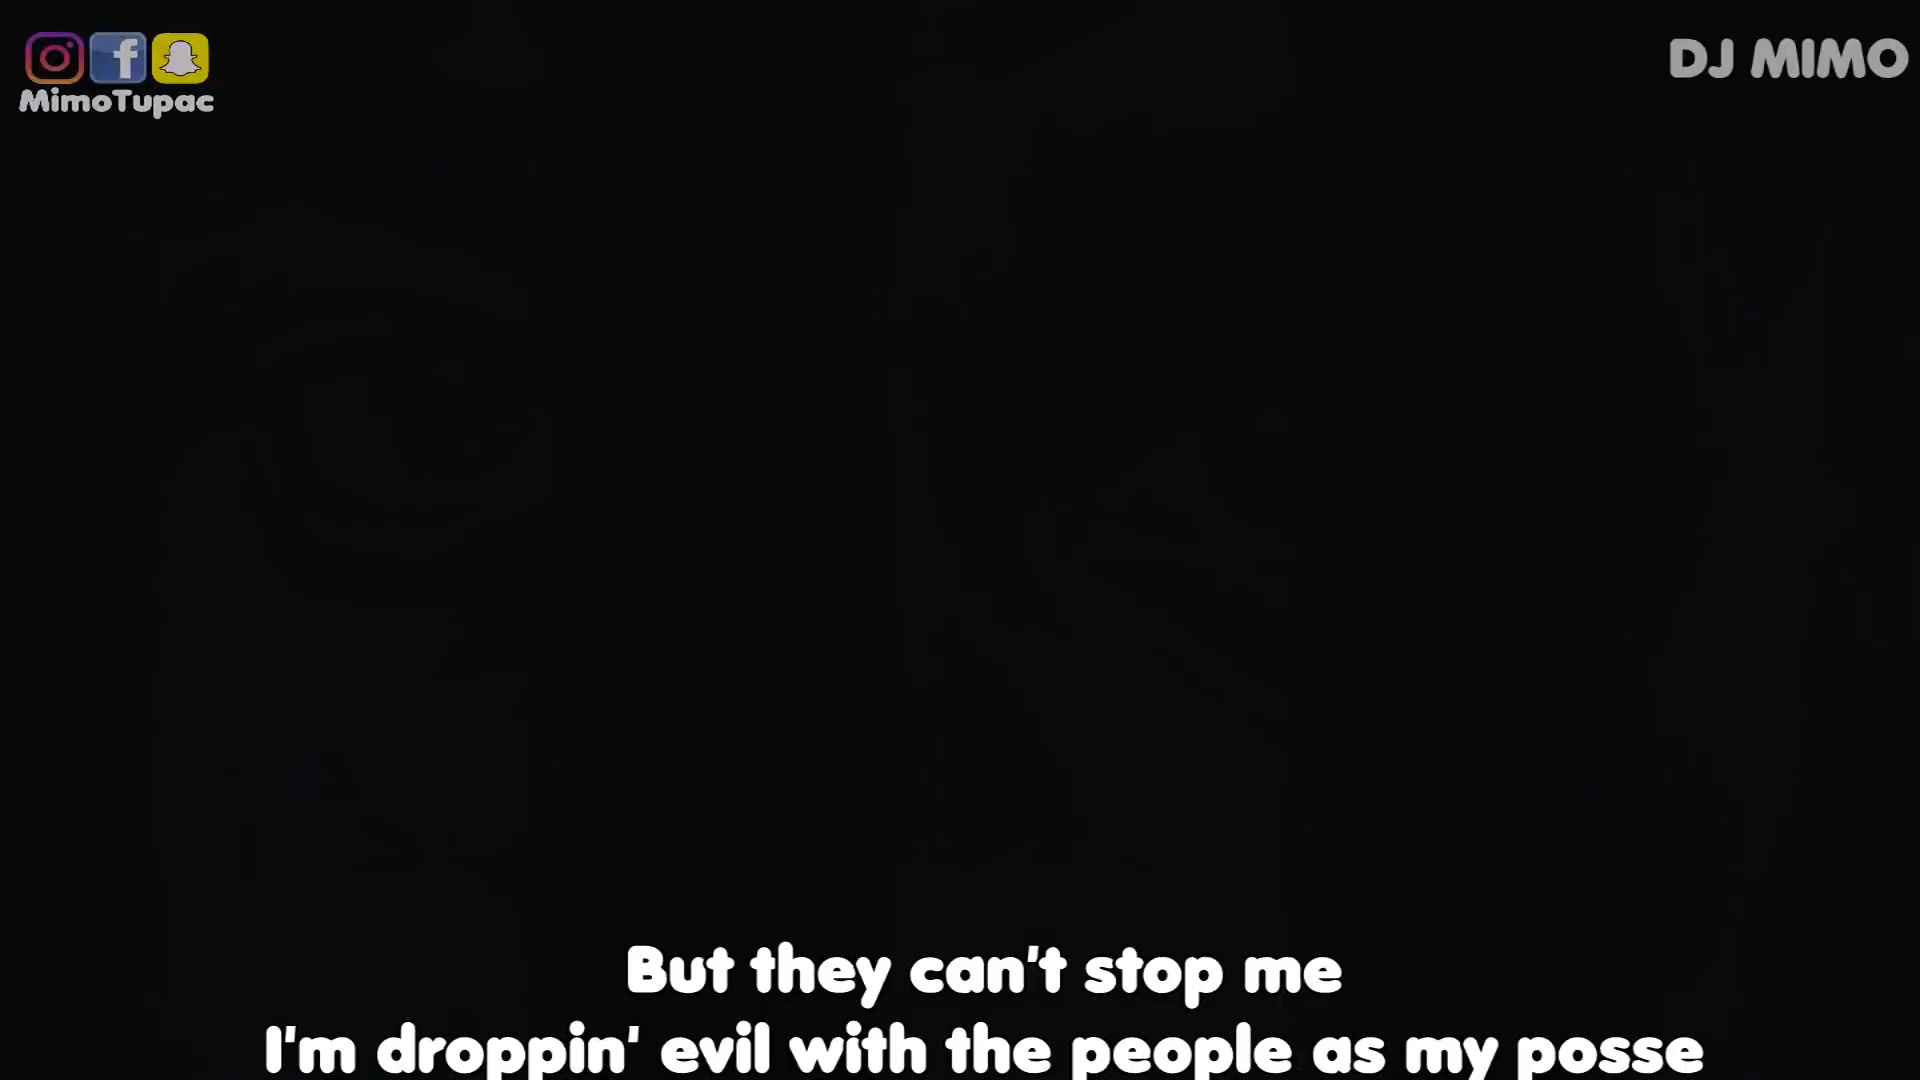 MimoTupac
DJ MIMO
But they can't stop me
I'm droppin' evil with the people as my posse